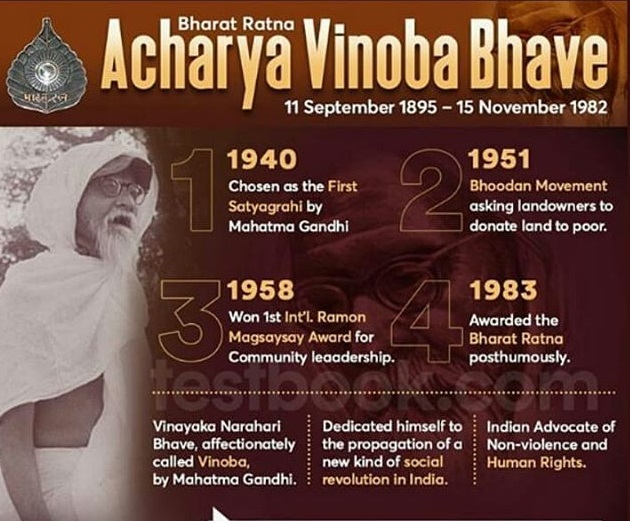 Bharat Ratna
Acharya Vinoba Bhave
11 September 1895 – 15 November 1982
1
1940
Chosen as the First
Satyagrahi by
Mahatma Gandhi
2
1951
Bhoodan Movement
asking landowners to
donate land to poor.
3
1958
Won 1st Int'l. Ramon
Magsaysay Award for
Community leaadership.
4
1983
Awarded the
Bharat Ratna
posthumously.
testbook.com
Vinayaka Narahari
Bhave, affectionately
called Vinoba,
by Mahatma Gandhi.
Dedicated himself to
the propagation of a
new kind of social
revolution in India.
Indian Advocate of
Non-violence and
Human Rights.